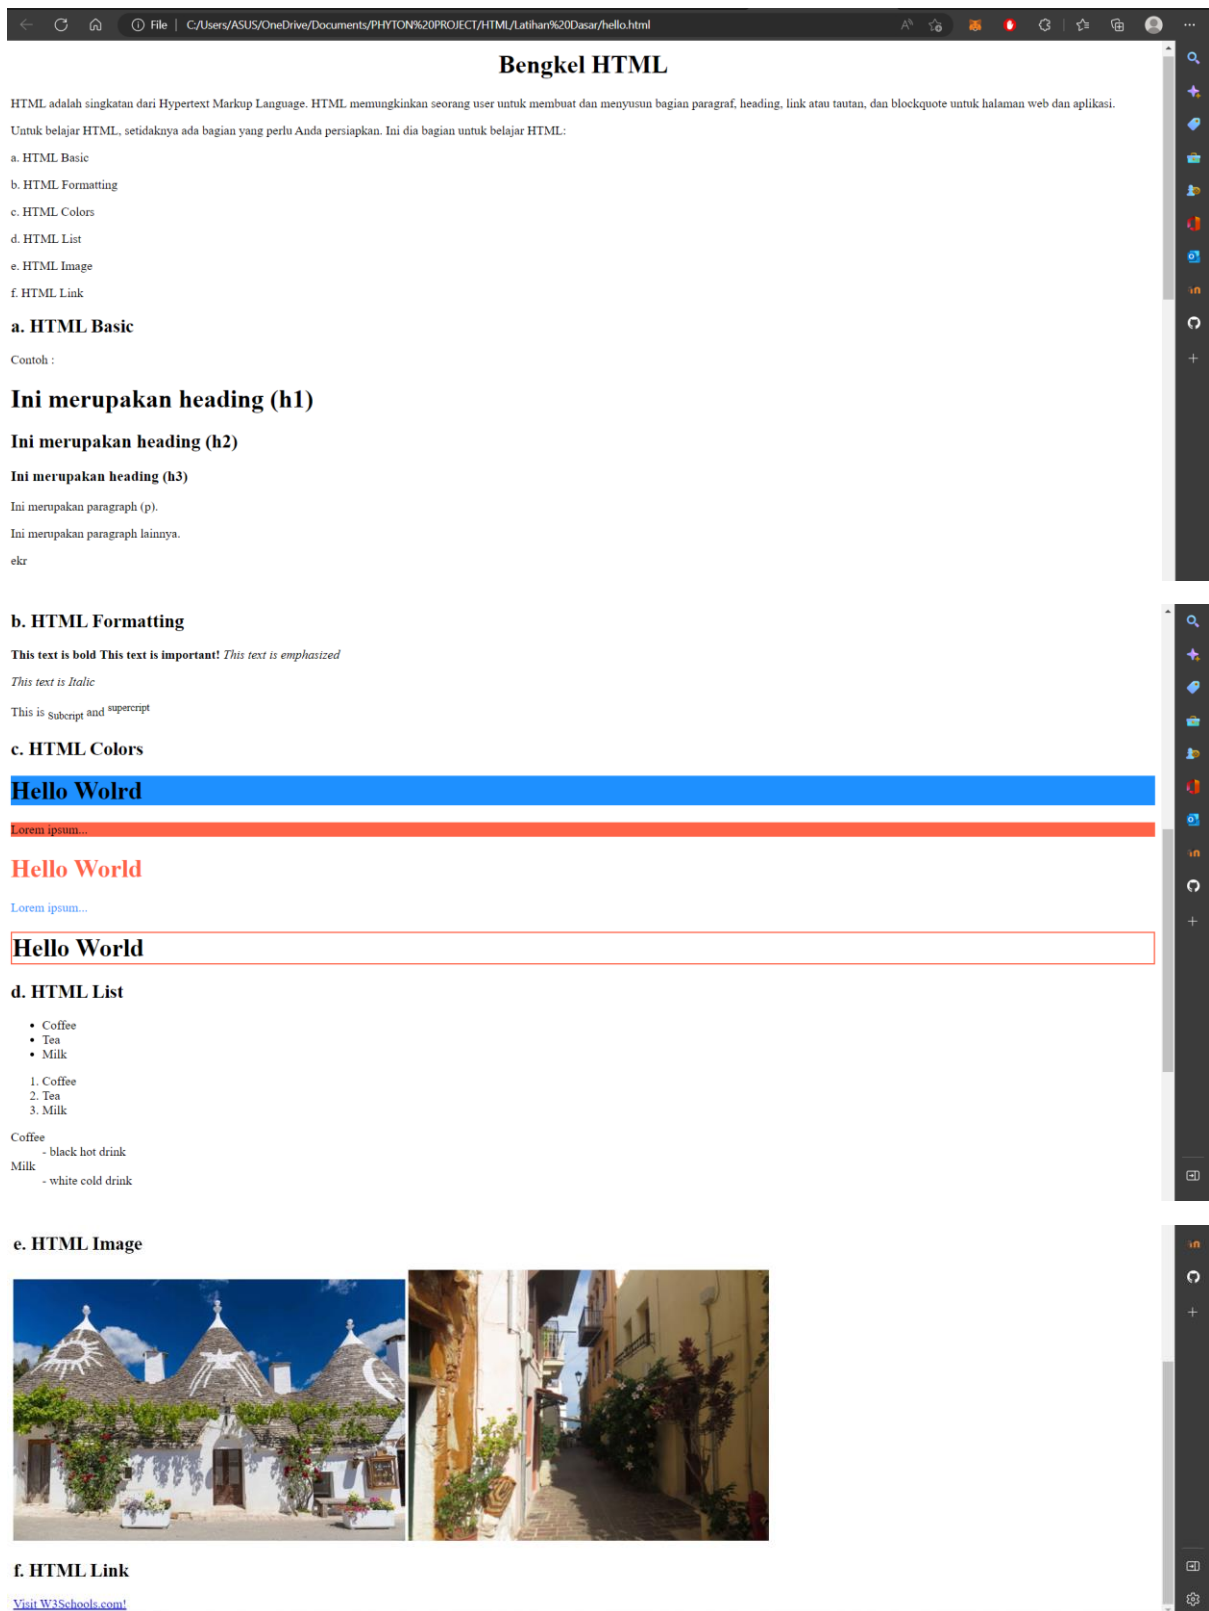 File | C:/Users/ASUS/OneDrive/Documents/PHYTON%20PROJECT/HTML/Latihan%20Dasar/hello.html
Bengkel HTML
HTML adalah singkatan dari Hypertext Markup Language. HTML memungkinkan seorang user untuk membuat dan menyusun bagian paragraf, heading, link atau tautan, dan blockquote untuk halaman web dan aplikasi.
Untuk belajar HTML, setidaknya ada bagian yang perlu Anda persiapkan. Ini dia bagian untuk belajar HTML:
a. HTML Basic
b. HTML Formatting
c. HTML Colors
d. HTML List
e. HTML Image
f. HTML Link
a. HTML Basic
Contoh :
Ini merupakan heading (h1)
Ini merupakan heading (h2)
Ini merupakan heading (h3)
Ini merupakan paragraph (p).
Ini merupakan paragraph lainnya.
ekr
b. HTML Formatting
This text is bold This text is important! This text is emphasized
This text is Italic
This is Subcript and supercript
c. HTML Colors
Hello Wolrd
Lorem ipsum...
Hello World
Lorem ipsum...
Hello World
d. HTML List
• Coffee
• Tea
• Milk
1. Coffee
2. Tea
3. Milk
Coffee
- black hot drink
Milk
- white cold drink
e. HTML Image
f. HTML Link
Visit W3Schools.com!